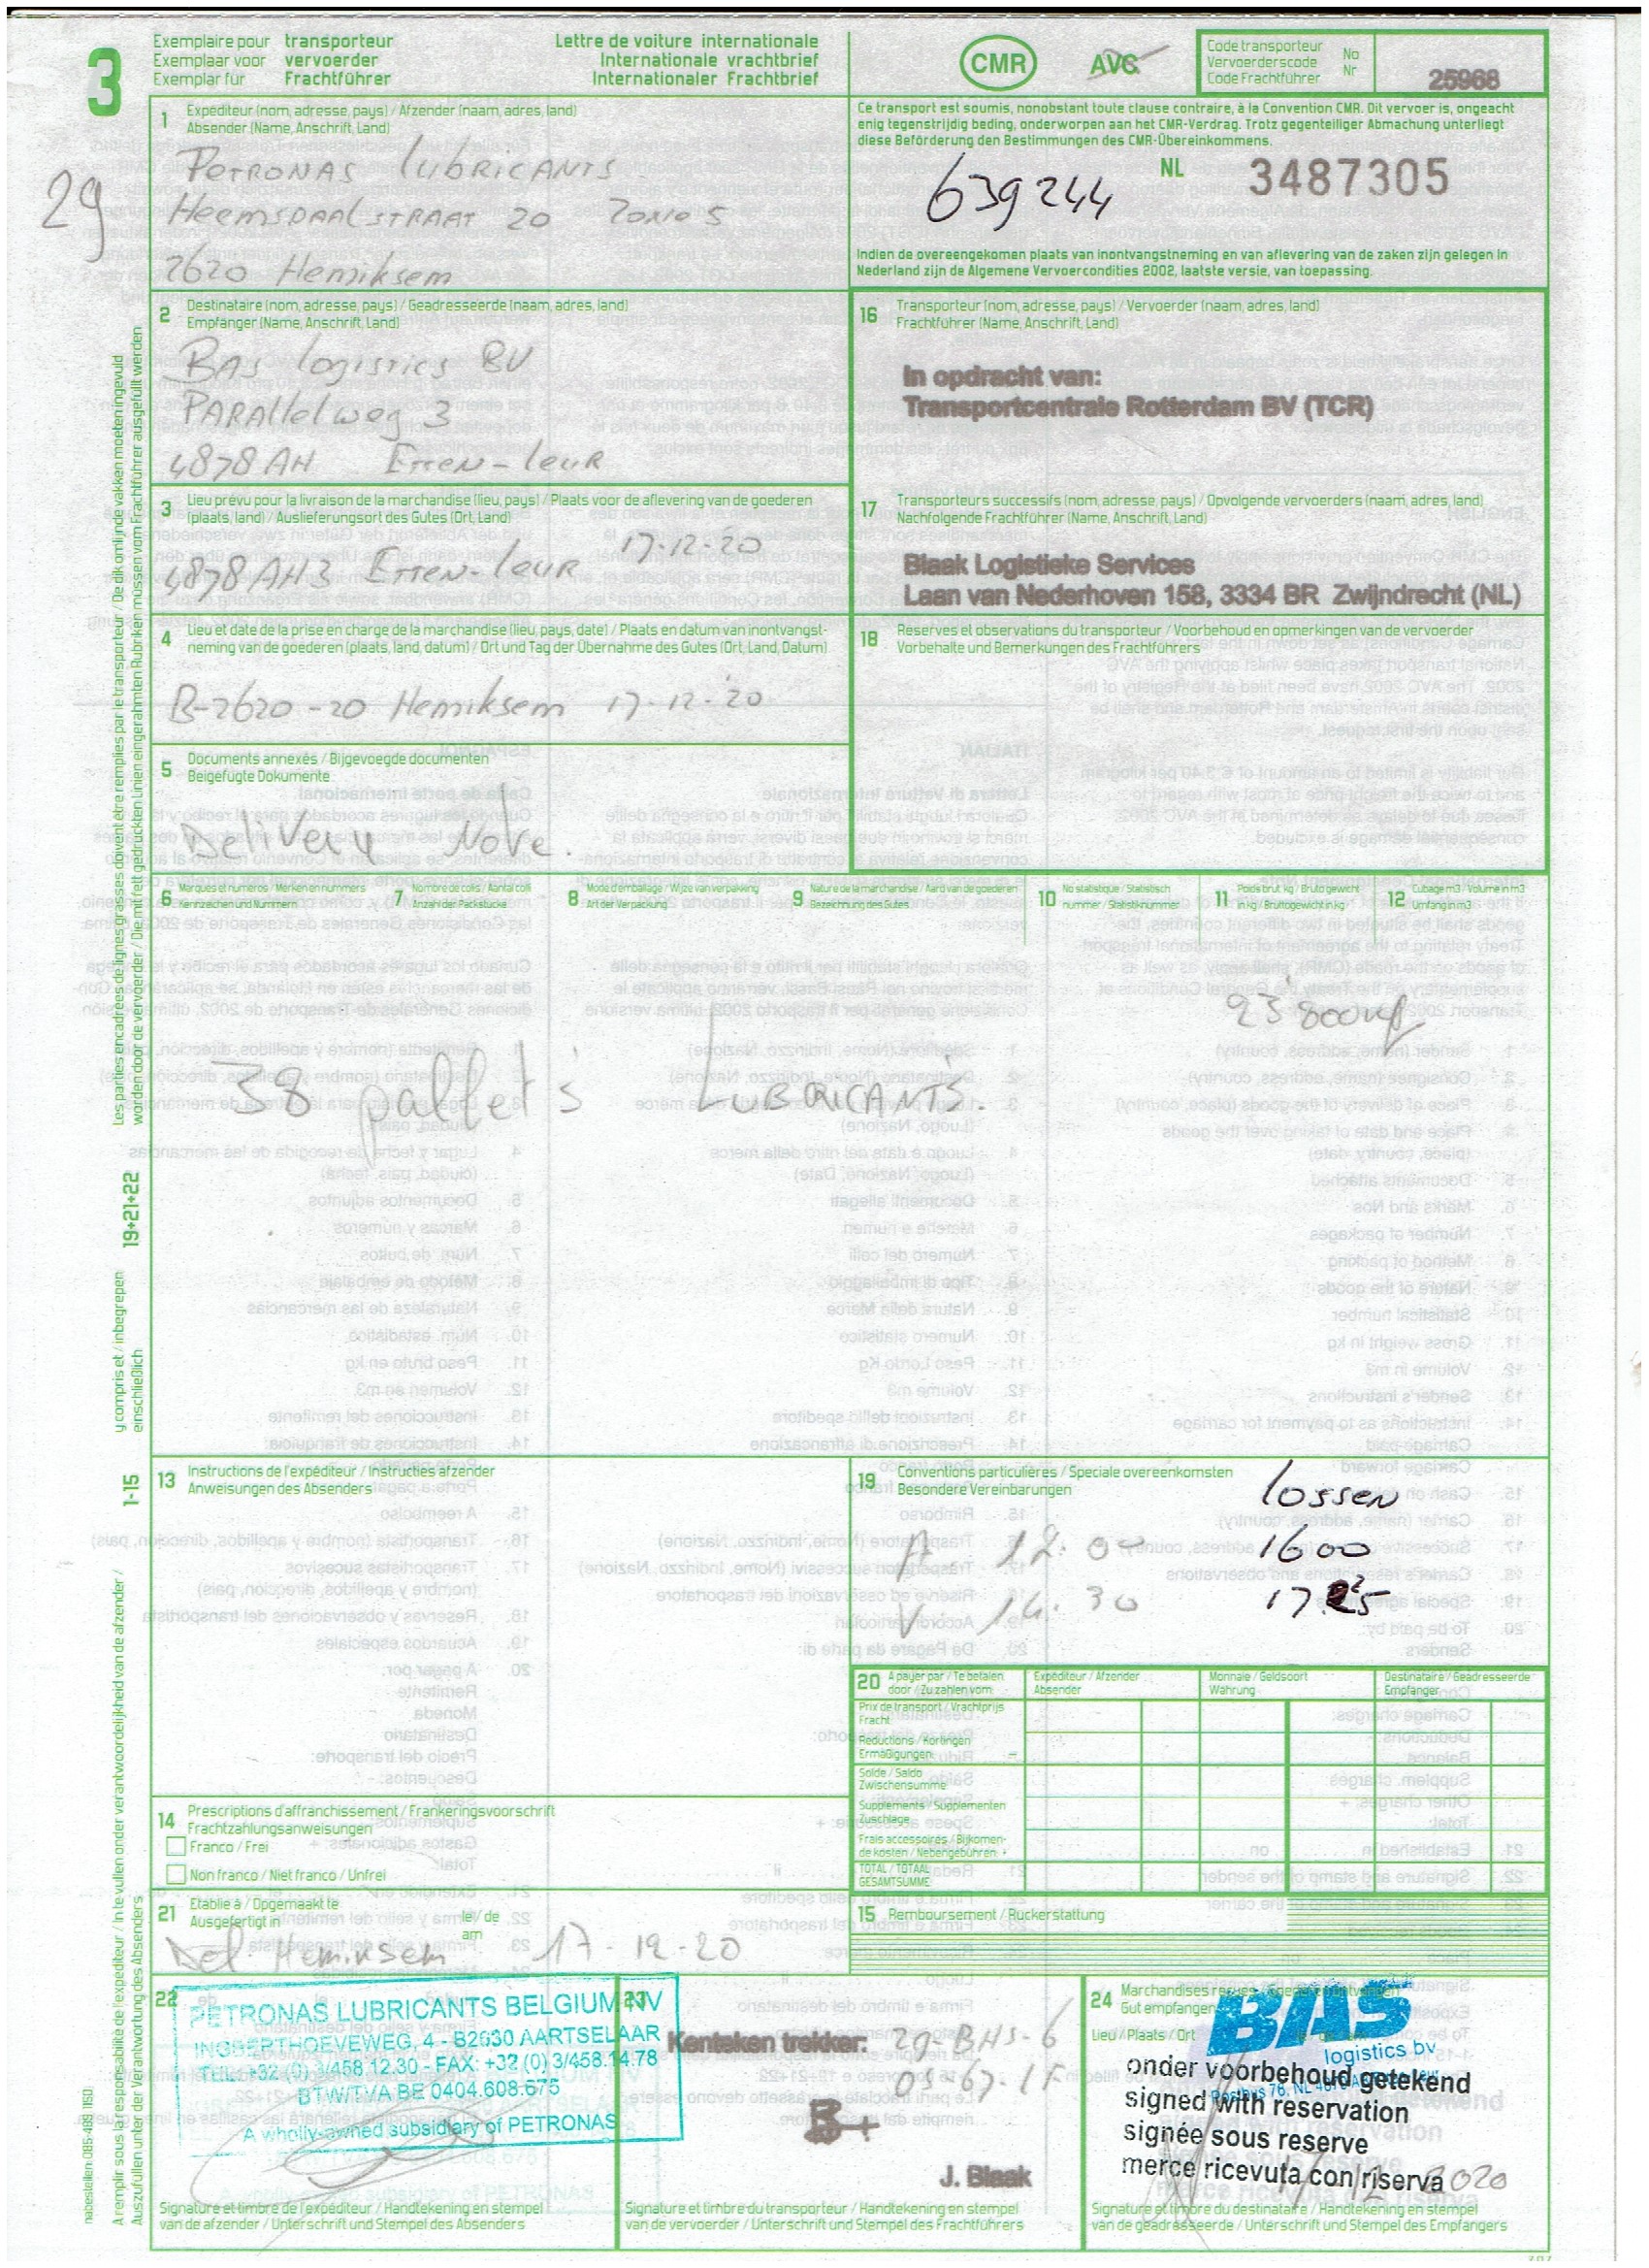 3
Exemplaire pour transporteur
Exemplaar voor vervoerder
Exemplar für Frachtführer
Lettre de voiture internationale
Internationale vrachtbrief
Internationaler Frachtbrief
CMR
AVC
Code transporteur
Vervoerderscode
Code Frachtführer
No
Nr
25968
1 Expéditeur (nom, adresse, pays) / Afzender (naam, adres, land)
Absender (Name, Anschrift, Land)
PETRONAS LUBRICANTS
HEEMSDAALSTRAAT 20
2620 Hemiksem
29
Ce transport est soumis, nonobstant toute clause contraire, à la Convention CMR. Dit vervoer is, ongeacht
enig tegenstrijdig beding, onderworpen aan het CMR-Verdrag. Trotz gegenteiliger Abmachung unterliegt
diese Beförderung den Bestimmungen des CMR-Übereinkommens.
639244
NL 3487305
Indien de overeengekomen plaats van inontvangstneming en van aflevering van de zaken zijn gelegen in
Nederland zijn de Algemene Vervoercondities 2002, laatste versie, van toepassing.
2 Destinataire (nom, adresse, pays) / Geadresseerde (naam, adres, land)
Empfänger (Name, Anschrift, Land)
BAS logistics BV
PARAllelweg 3
4878 AH ETTEN-leUR
16 Transporteur (nom, adresse, pays) / Vervoerder (naam, adres, land)
Frachtführer (Name, Anschrift, Land)
In opdracht van:
Transportcentrale Rotterdam BV (TCR)
3 Lieu prévu pour la livraison de la marchandise (lieu, pays) / Plaats voor de aflevering van de goederen
(plaats, land) / Auslieferungsort des Gutes (Ort, Land)
17-12-20
4878 AH3 ETTEN-leUR
17 Transporteurs successifs (nom, adresse, pays) / Opvolgende vervoerders (naam, adres, land)
Nachfolgende Frachtführer (Name, Anschrift, Land)
Blaak Logistieke Services
Laan van Nederhoven 158, 3334 BR Zwijndrecht (NL)
4 Lieu et date de la prise en charge de la marchandise (lieu, pays, date) / Plaats en datum van inontvangst-
neming van de goederen (plaats, land, datum) / Ort und Tag der Übernahme des Gutes (Ort, Land, Datum)
B-2620-20 Hemiksem 17-12-'20
18 Réserves et observations du transporteur / Voorbehoud en opmerkingen van de vervoerder
Vorbehalte und Bemerkungen des Frachtführers
5 Documents annexés / Bijgevoegde documenten
Beigefügte Dokumente
Delivery Note.
6 Marques et numéros / Merken en nummers
Kennzeichen und Nummern
7 Nombre de colis / Aantal colli
Anzahl der Packstücke
8 Mode d'emballage / Wijze van verpakking
Art der Verpackung
9 Nature de la marchandise / Aard van de goederen
Bezeichnung des Gutes
10 No statistique / Statistisch
nummer / Statistiknummer
11 Poids brut, kg / Bruto gewicht
in kg / Bruttogewicht in kg
12 Cubage m3 / Volume in m3
Umfang in m3
23800 kg
38 pallets LUBRICANTS.
13 Instructions de l'expéditeur / Instructies afzender
Anweisungen des Absenders
19 Conventions particulières / Speciale overeenkomsten
Besondere Vereinbarungen
lossen
A 12:00 1600
V 14.30
14 Prescriptions d'affranchissement / Frankeringsvoorschrift
Frachtzahlungsanweisungen
Franco / Frei
Non franco / Niet franco / Unfrei
20 A payer par / Te betalen
door / Zu zahlen vom:
Expéditeur / Afzender
Absender
Monnaie / Geldsoort
Währung
Destinataire / Geadresseerde
Empfänger
Prix de transport / Vrachtprijs
Fracht
Réductions / Kortingen
Ermäßigungen –
Solde / Saldo
Zwischensumme
Suppléments / Supplementen
Zuschläge
Frais accessoires / Bijkomen-
de kosten / Nebengebühren: +
TOTAL / TOTAAL
GESAMTSUMME
21 Etablie à / Opgemaakt te
Ausgefertigt in
le / de
am
Hemiksem 17-12-20
15 Remboursement / Rückerstattung
22
PETRONAS LUBRICANTS BELGIUM NV
INGBERTHOEVEWEG, 4 - B2630 AARTSELAAR
TEL: +32 (0) 3/458.12.30 - FAX: +32 (0) 3/458.14.78
BTW/TVA BE 0404.608.675
A wholly-owned subsidiary of PETRONAS
Signature et timbre de l'expéditeur / Handtekening en stempel
van de afzender / Unterschrift und Stempel des Absenders
23
Kenteken trekker: 29-BHS-6
J. Blaak
Signature et timbre du transporteur / Handtekening en stempel
van de vervoerder / Unterschrift und Stempel des Frachtführers
24 Marchandises reçues
Gut empfangen
Lieu / Plaats / Ort
BAS
logistics bv
onder voorbehoud getekend
signed with reservation
signée sous reserve
merce ricevuta con riserva
2020
Signature et timbre du destinataire / Handtekening en stempel
van de geadresseerde / Unterschrift und Stempel des Empfängers
Les parties encadrées de lignes grasses doivent être remplies par le transporteur / De dik omlijnde vakken moeten ingevuld
worden door de vervoerder / Die mit fett gedruckten Linien eingerahmten Rubriken müssen vom Frachtführer ausgefüllt werden
19+21+22
y compris et / inbegrepen
einschließlich
1-15
A remplir sous la responsabilité de l'expéditeur / In te vullen onder verantwoordelijkheid van de afzender /
Auszufüllen unter der Verantwortung des Absenders